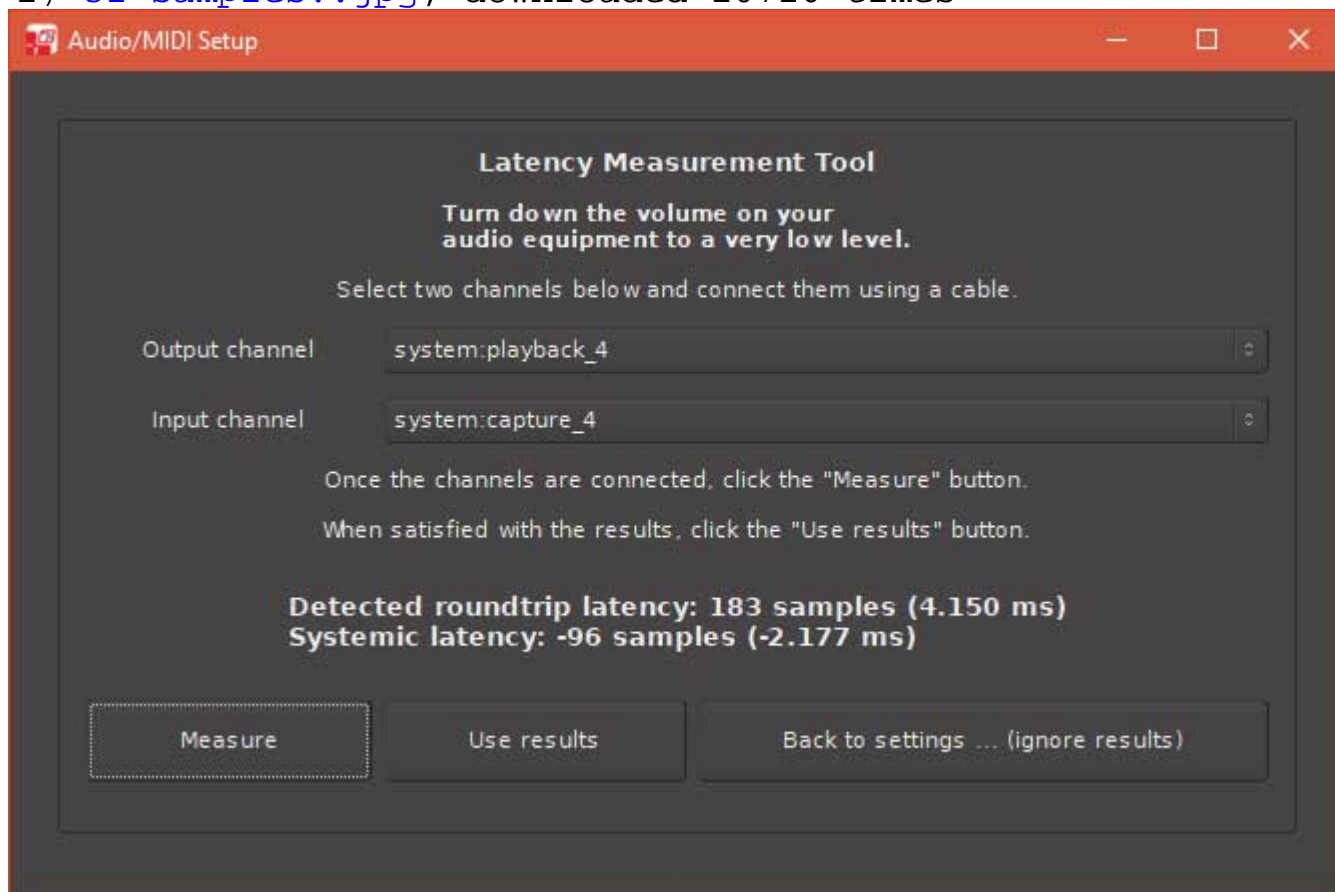 Audio/MIDI Setup
Latency Measurement Tool
Turn down the volume on your
audio equipment to a very low level.
Select two channels below and connect them using a cable.
Output channel system:playback_4
Input channel system:capture_4
Once the channels are connected, click the "Measure" button.
When satisfied with the results, click the "Use results" button.
Detected roundtrip latency: 183 samples (4.150 ms)
Systemic latency: -96 samples (-2.177 ms)
Measure Use results Back to settings ... (ignore results)